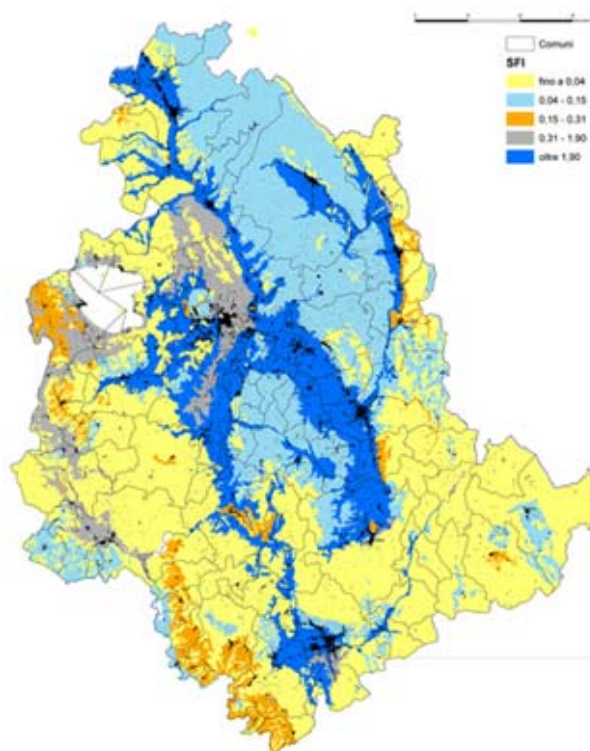 Comuni
SFI
fino a 0,04
0,04 - 0,15
0,15 - 0,31
0,31 - 1,90
oltre 1,90